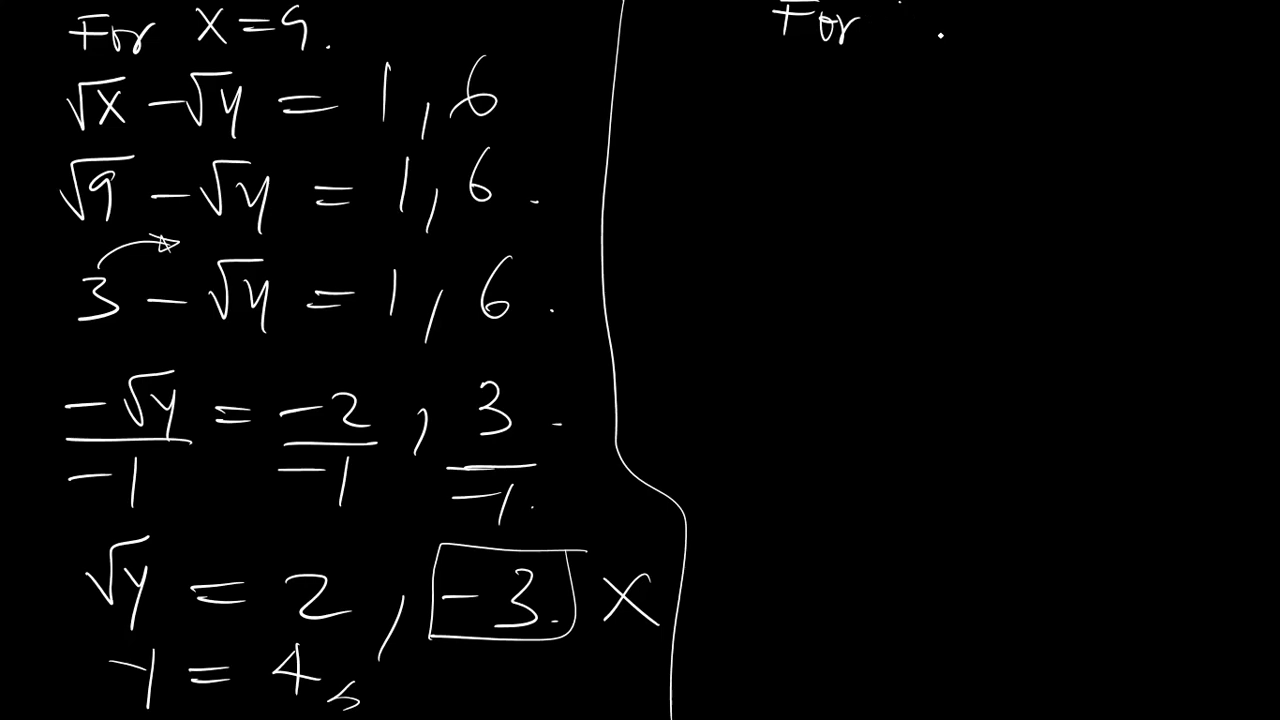 For x = 9.
√x - √y = 1, 6
√9 - √y = 1, 6.
3 - √y = 1, 6.
-√y/-1 = -2/-1, 3/-1.
√y = 2, -3. X
y = 4,
For